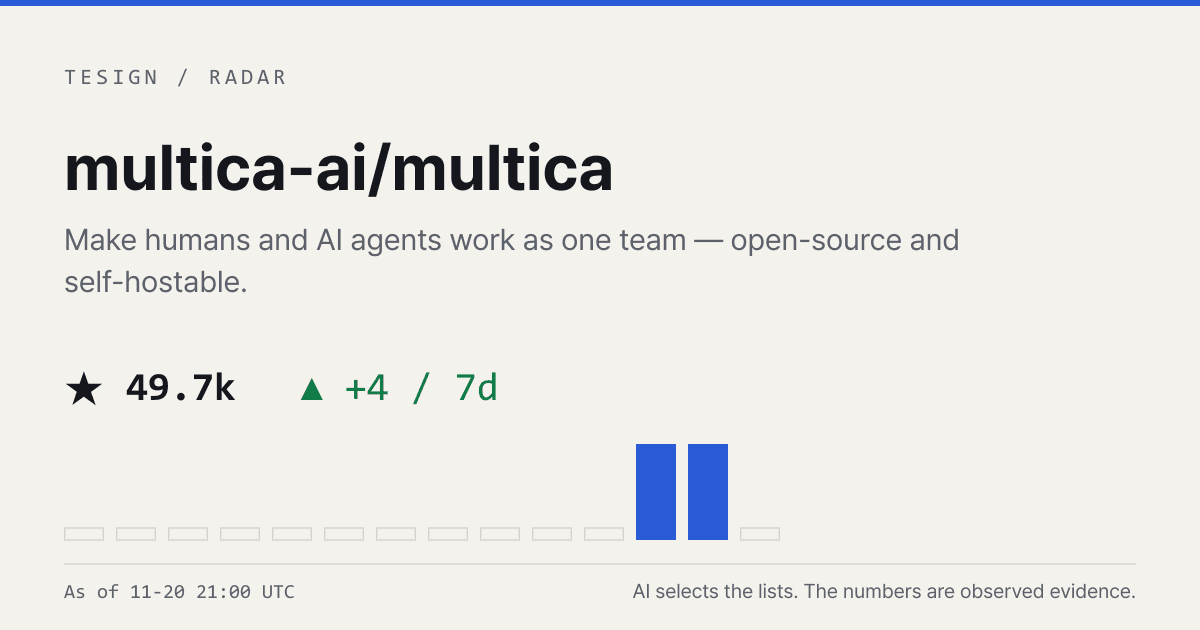 TESIGN / RADAR
multica-ai/multica
Make humans and AI agents work as one team — open-source and
self-hostable.
★ 49.7k ▲ +4 / 7d
As of 11-20 21:00 UTC
AI selects the lists. The numbers are observed evidence.